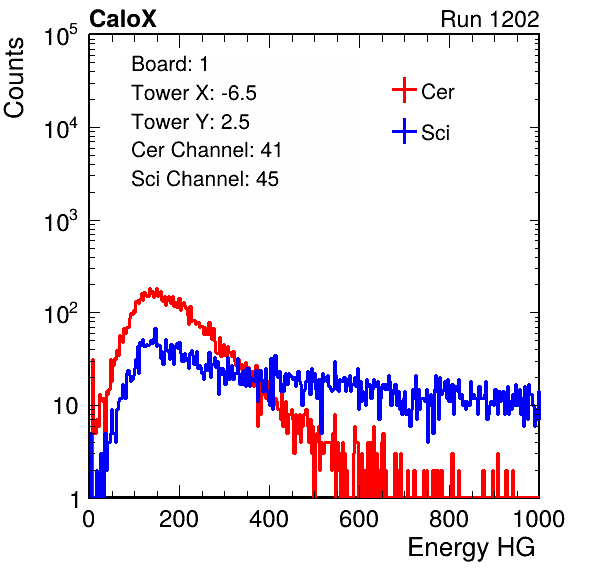 CaloX Run 1202
Counts
Board: 1
Tower X: -6.5
Tower Y: 2.5
Cer Channel: 41
Sci Channel: 45
Cer
Sci
10^5
10^4
10^3
10^2
10
1
0 200 400 600 800 1000
Energy HG